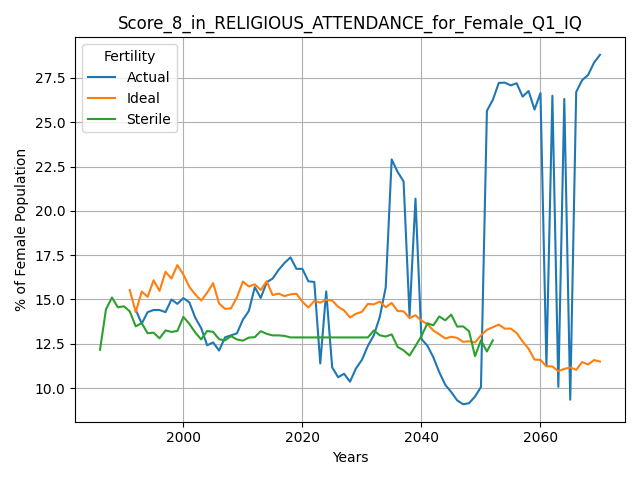 Score_8_in_RELIGIOUS_ATTENDANCE_for_Female_Q1_IQ
Fertility
Actual
Ideal
Sterile
% of Female Population
27.5
25.0
22.5
20.0
17.5
15.0
12.5
10.0
2000
2020
2040
2060
Years